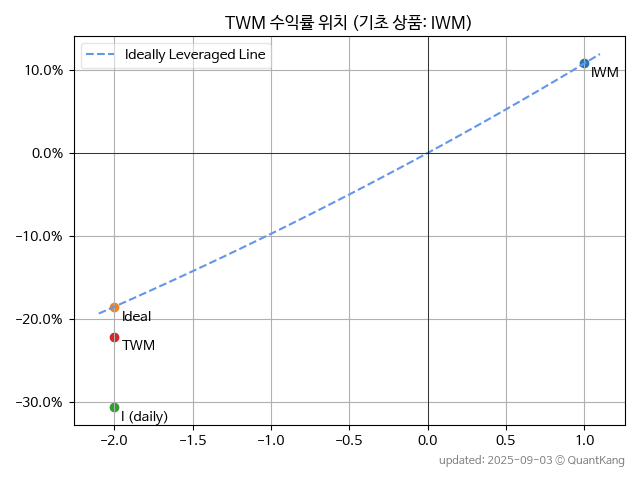 TWM 수익률 위치 (기초 상품: IWM)
Ideally Leveraged Line
10.0%
0.0%
−10.0%
−20.0%
−30.0%
IWM
Ideal
TWM
I (daily)
−2.0 −1.5 −1.0 −0.5 0.0 0.5 1.0
updated: 2025-09-03 © QuantKang